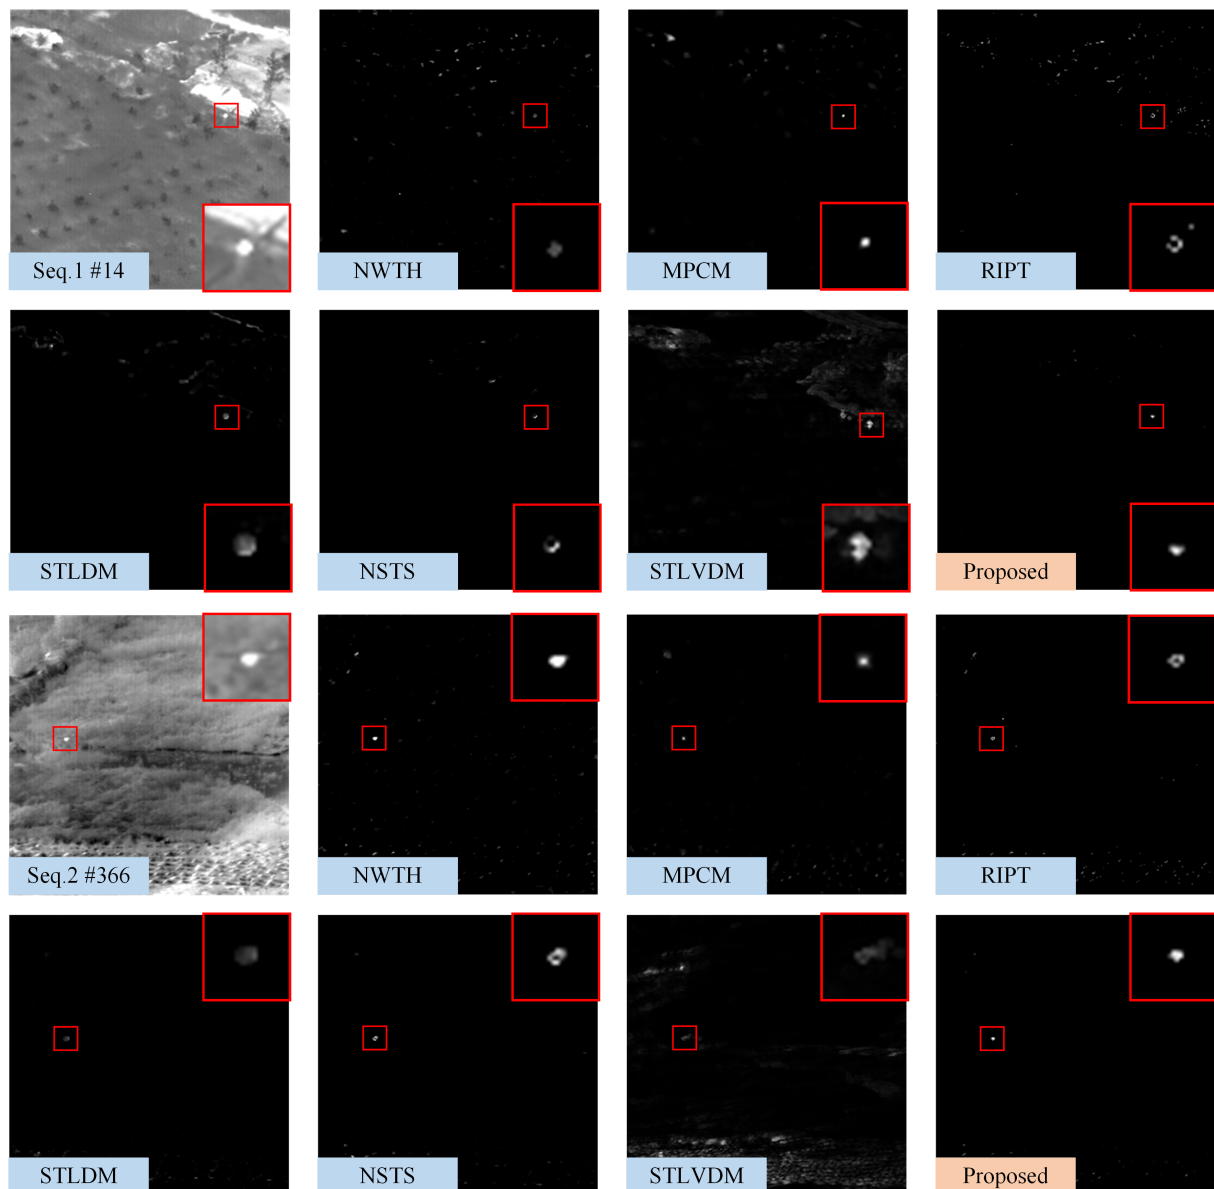 Seq.1 #14
NWTH
MPCM
RIPT
STLDM
NSTS
STLVDM
Proposed
Seq.2 #366
NWTH
MPCM
RIPT
STLDM
NSTS
STLVDM
Proposed